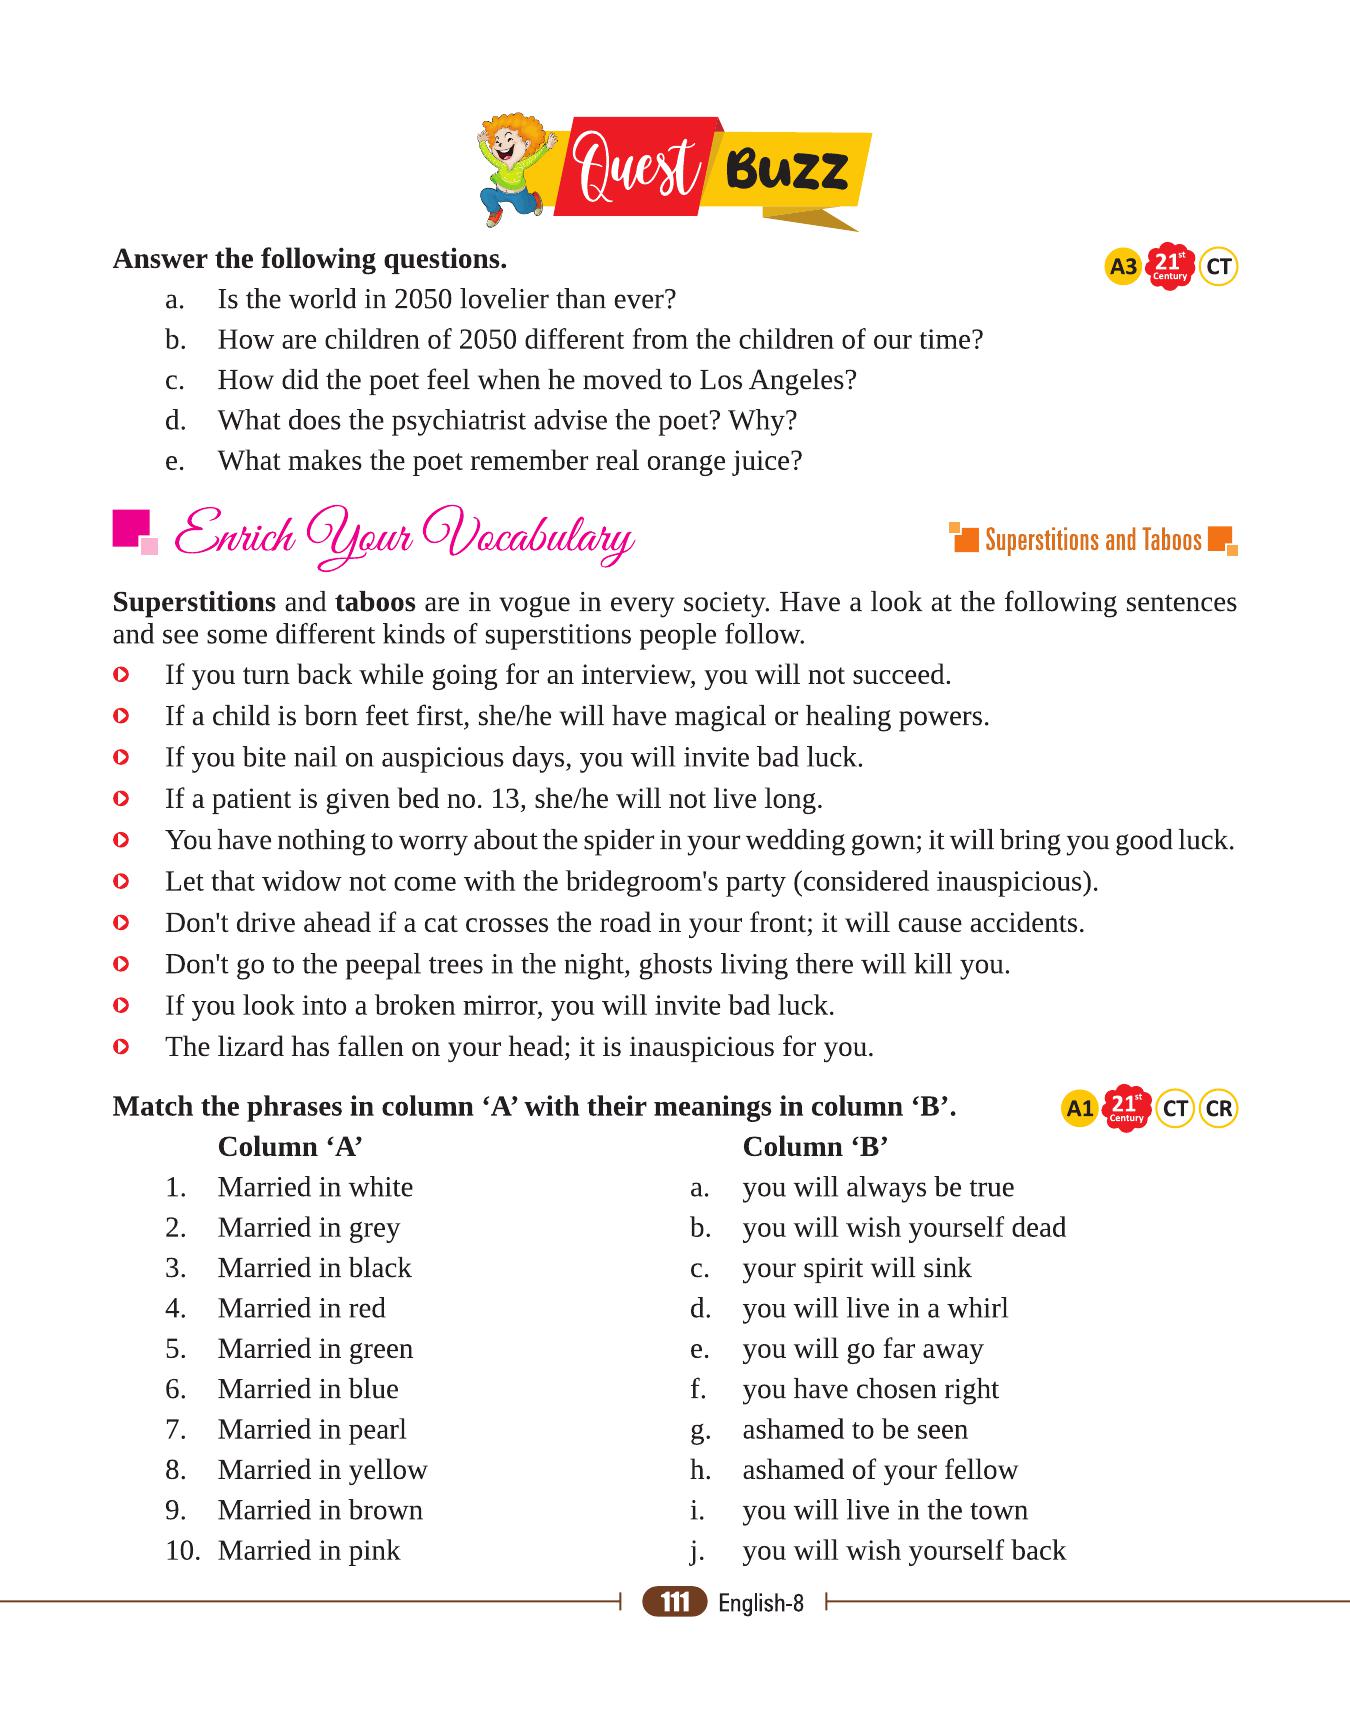 Quest Buzz
Answer the following questions.
A3 21st Century CT
a. Is the world in 2050 lovelier than ever?
b. How are children of 2050 different from the children of our time?
c. How did the poet feel when he moved to Los Angeles?
d. What does the psychiatrist advise the poet? Why?
e. What makes the poet remember real orange juice?
Enrich Your Vocabulary
Superstitions and Taboos
Superstitions and taboos are in vogue in every society. Have a look at the following sentences
and see some different kinds of superstitions people follow.
If you turn back while going for an interview, you will not succeed.
If a child is born feet first, she/he will have magical or healing powers.
If you bite nail on auspicious days, you will invite bad luck.
If a patient is given bed no. 13, she/he will not live long.
You have nothing to worry about the spider in your wedding gown; it will bring you good luck.
Let that widow not come with the bridegroom's party (considered inauspicious).
Don't drive ahead if a cat crosses the road in your front; it will cause accidents.
Don't go to the peepal trees in the night, ghosts living there will kill you.
If you look into a broken mirror, you will invite bad luck.
The lizard has fallen on your head; it is inauspicious for you.
Match the phrases in column ‘A’ with their meanings in column ‘B’.
A1 21st Century CT CR
Column ‘A’ Column ‘B’
1. Married in white a. you will always be true
2. Married in grey b. you will wish yourself dead
3. Married in black c. your spirit will sink
4. Married in red d. you will live in a whirl
5. Married in green e. you will go far away
6. Married in blue f. you have chosen right
7. Married in pearl g. ashamed to be seen
8. Married in yellow h. ashamed of your fellow
9. Married in brown i. you will live in the town
10. Married in pink j. you will wish yourself back
111 English-8